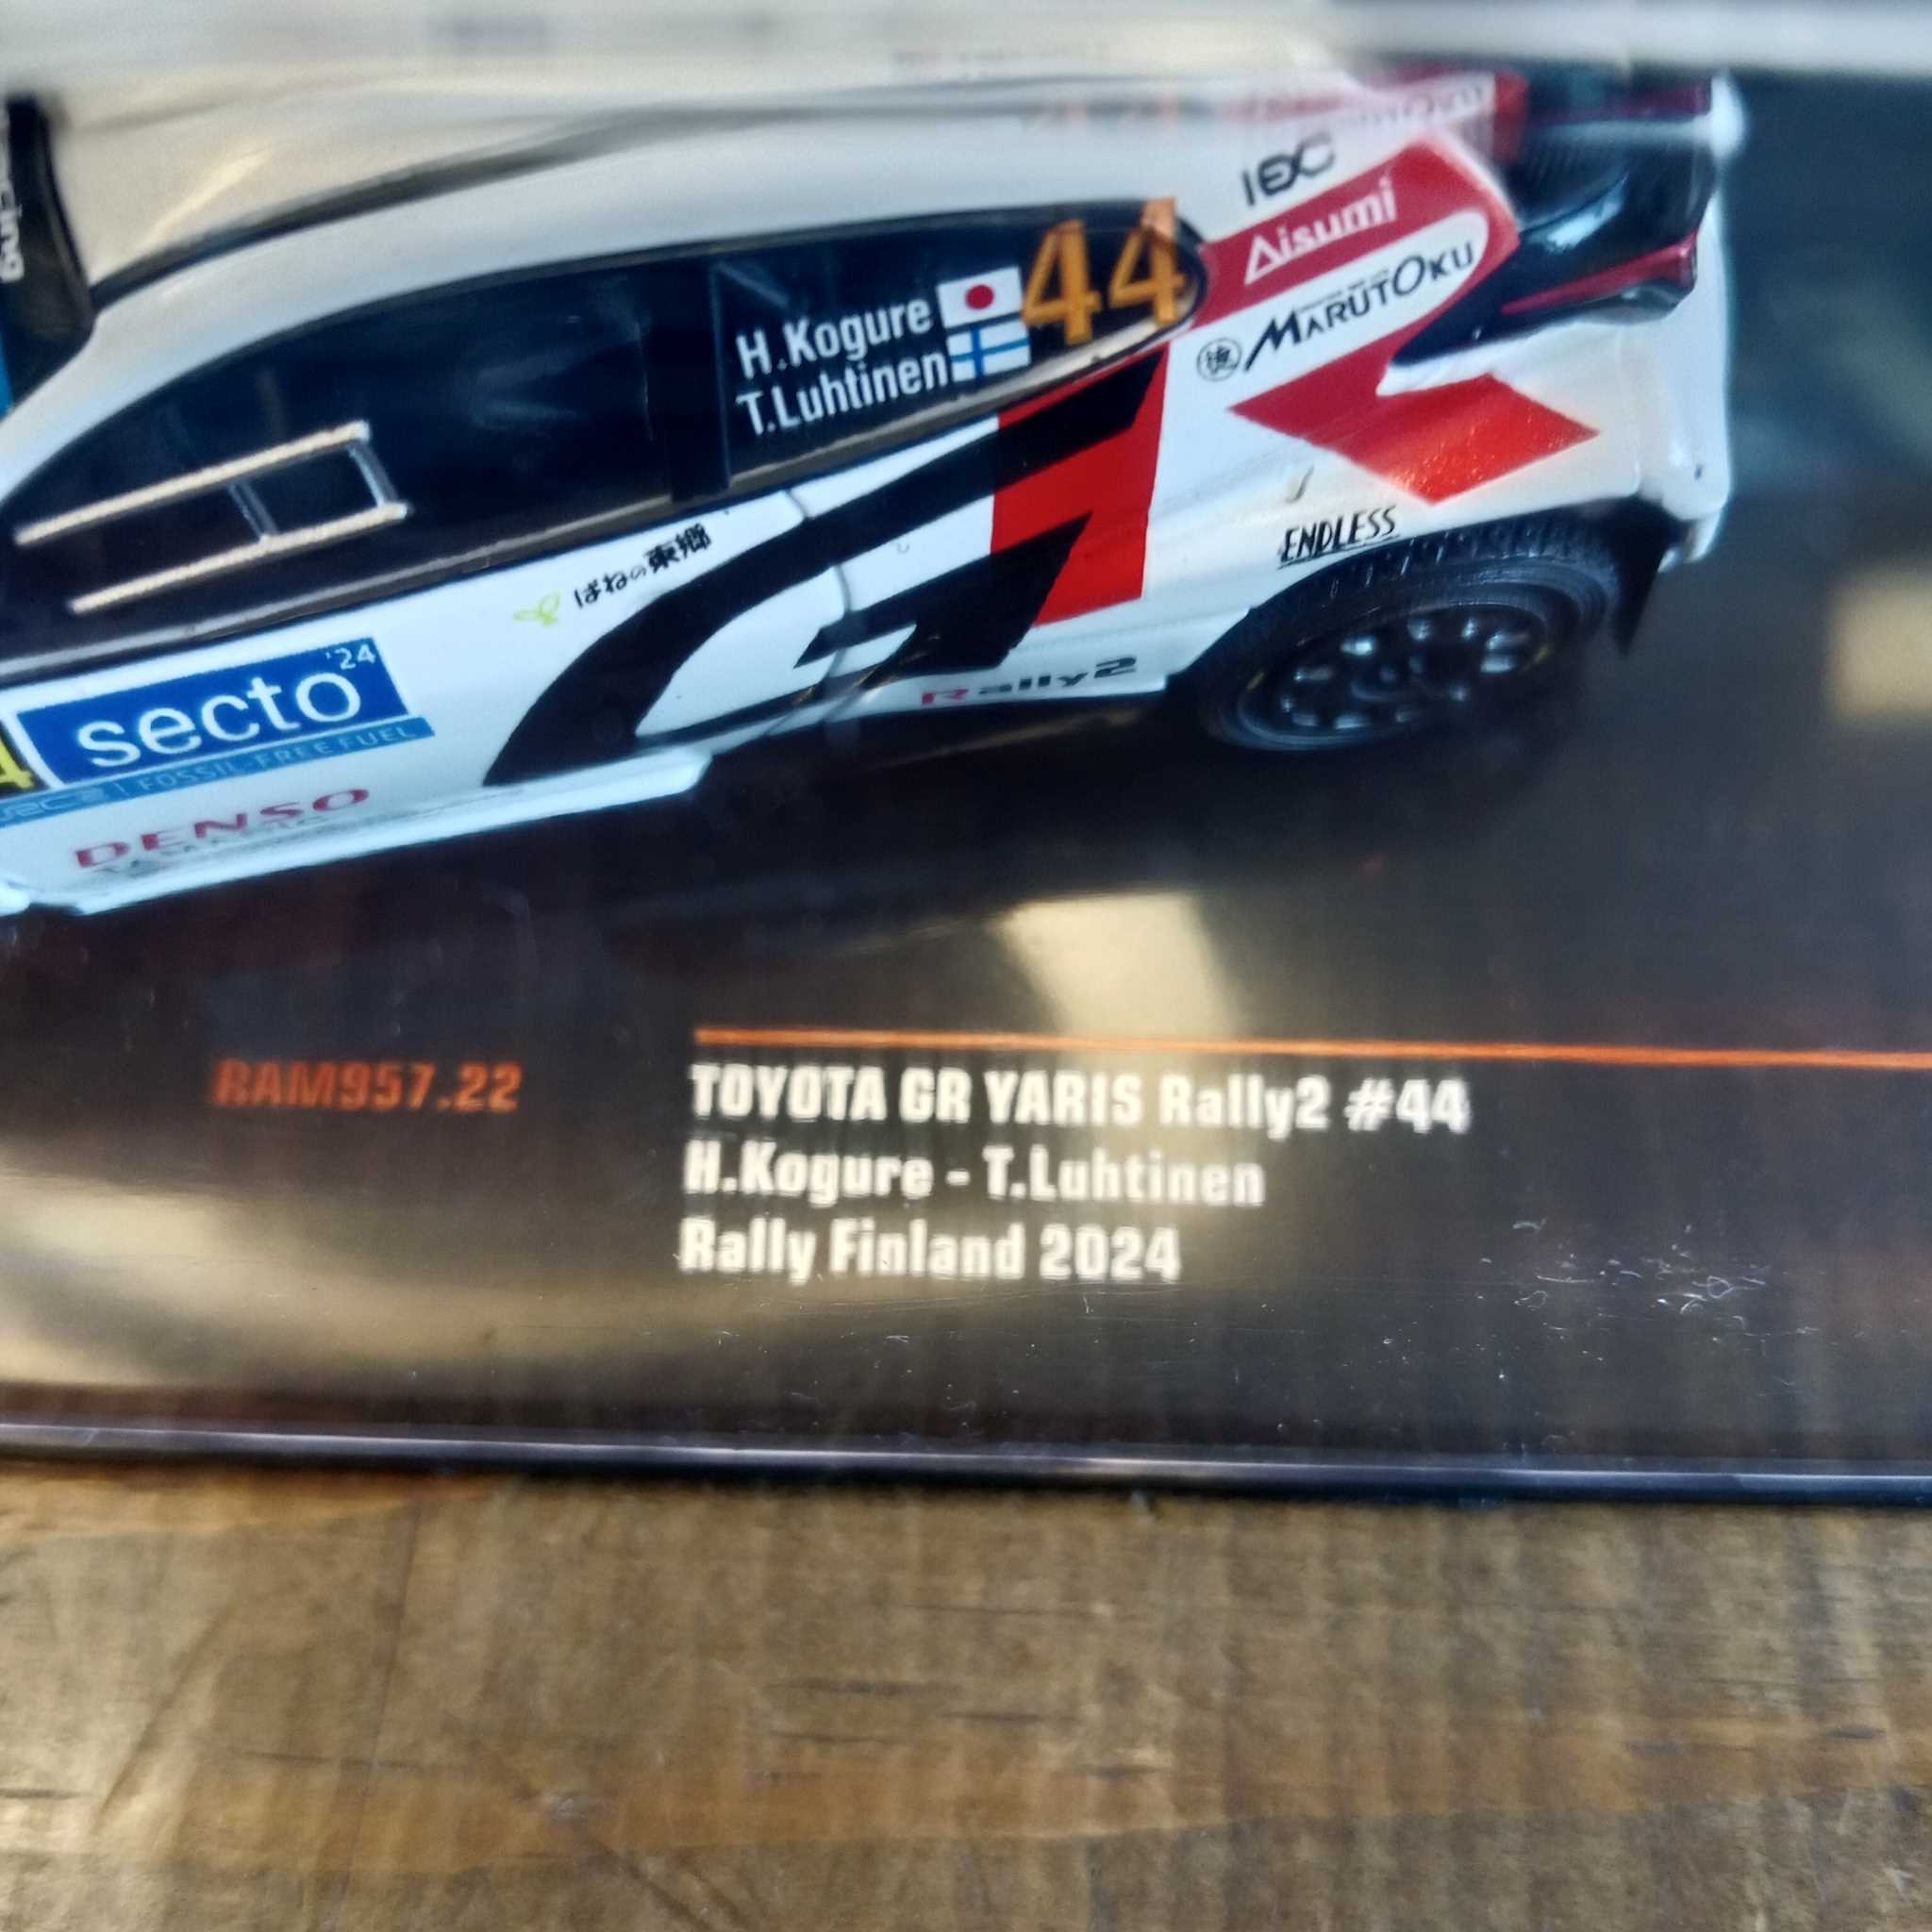 IEC
Aisumi
MARUTOKU
44
H.Kogure
T.Luhtinen
ENDLESS
ばねの東郷
Rally2
secto '24
FOSSIL-FREE FUEL
DENSO
RAM957.22
TOYOTA GR YARIS Rally2 #44
H.Kogure - T.Luhtinen
Rally Finland 2024